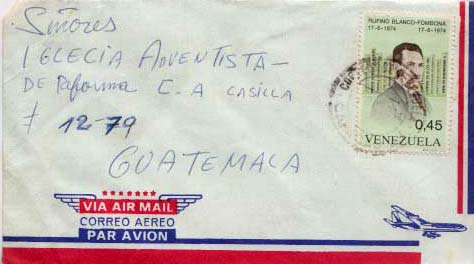 Señores
IGLECIA ADVENTISTA-
DE Reforma C.A CASILLA
# 12-79
GUATEMALA
RUFINO BLANCO-FOMBONA
17-6-1874 17-6-1974
0,45
VENEZUELA
VIA AIR MAIL
CORREO AEREO
PAR AVION